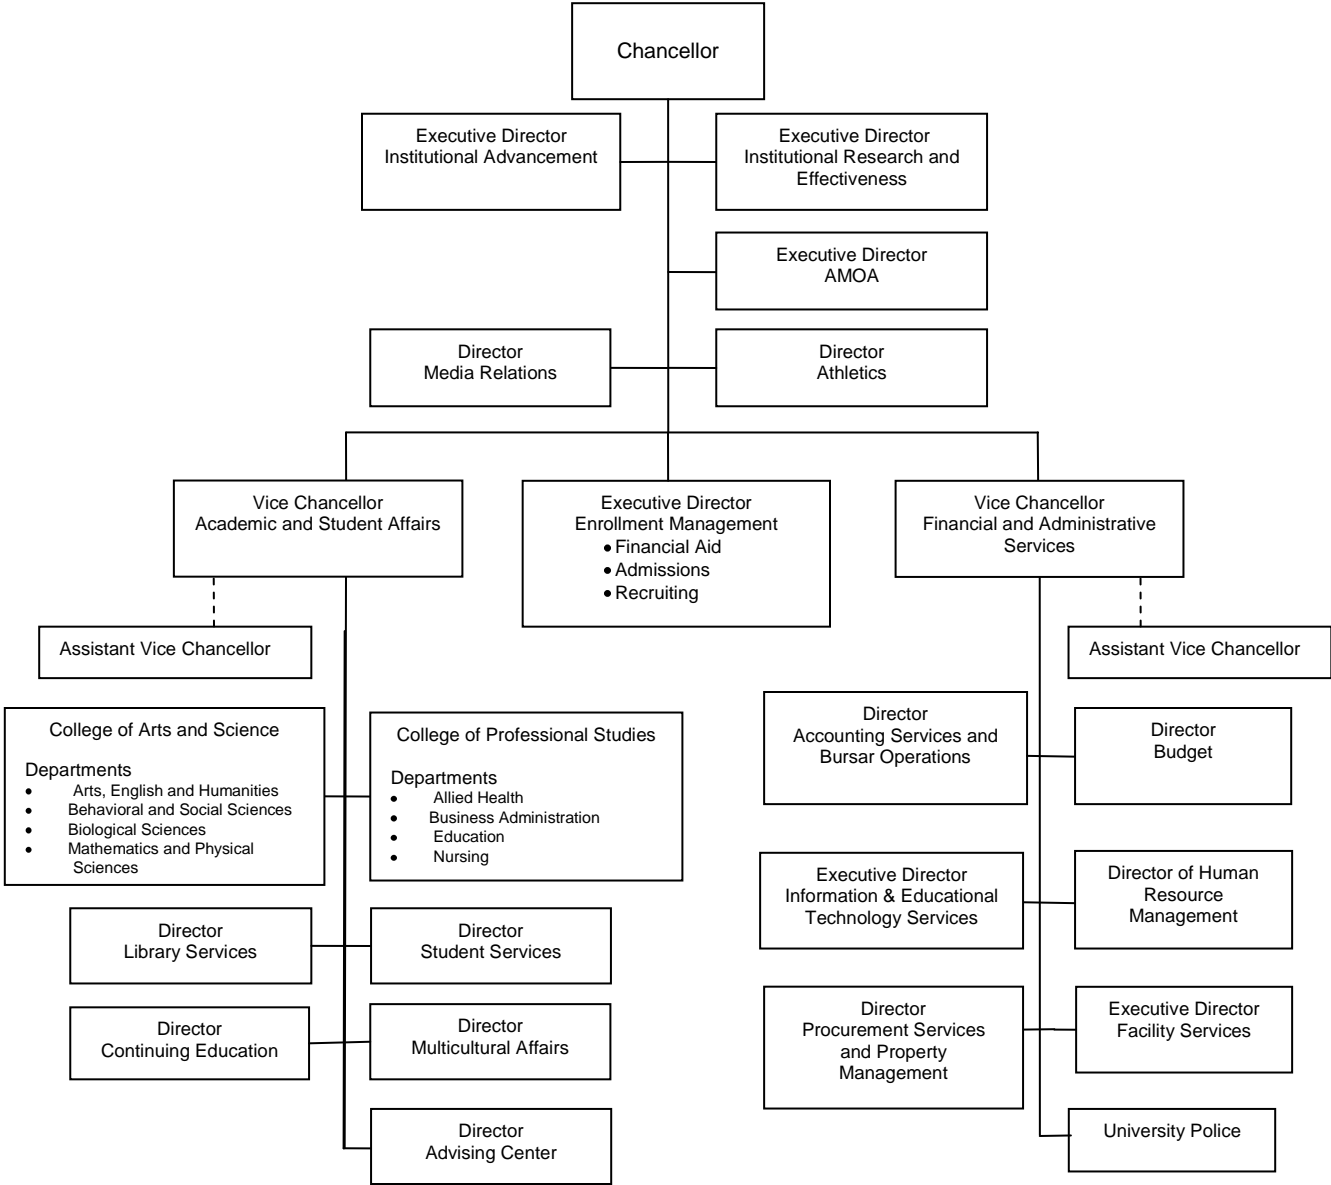 Chancellor
Executive Director
Institutional Advancement
Executive Director
Institutional Research and
Effectiveness
Executive Director
AMOA
Director
Media Relations
Director
Athletics
Vice Chancellor
Academic and Student Affairs
Executive Director
Enrollment Management
• Financial Aid
• Admissions
• Recruiting
Vice Chancellor
Financial and Administrative
Services
Assistant Vice Chancellor
Assistant Vice Chancellor
College of Arts and Science
Departments
• Arts, English and Humanities
• Behavioral and Social Sciences
• Biological Sciences
• Mathematics and Physical
Sciences
College of Professional Studies
Departments
• Allied Health
• Business Administration
• Education
• Nursing
Director
Library Services
Director
Student Services
Director
Continuing Education
Director
Multicultural Affairs
Director
Advising Center
Director
Accounting Services and
Bursar Operations
Director
Budget
Executive Director
Information & Educational
Technology Services
Director of Human
Resource
Management
Director
Procurement Services
and Property
Management
Executive Director
Facility Services
University Police